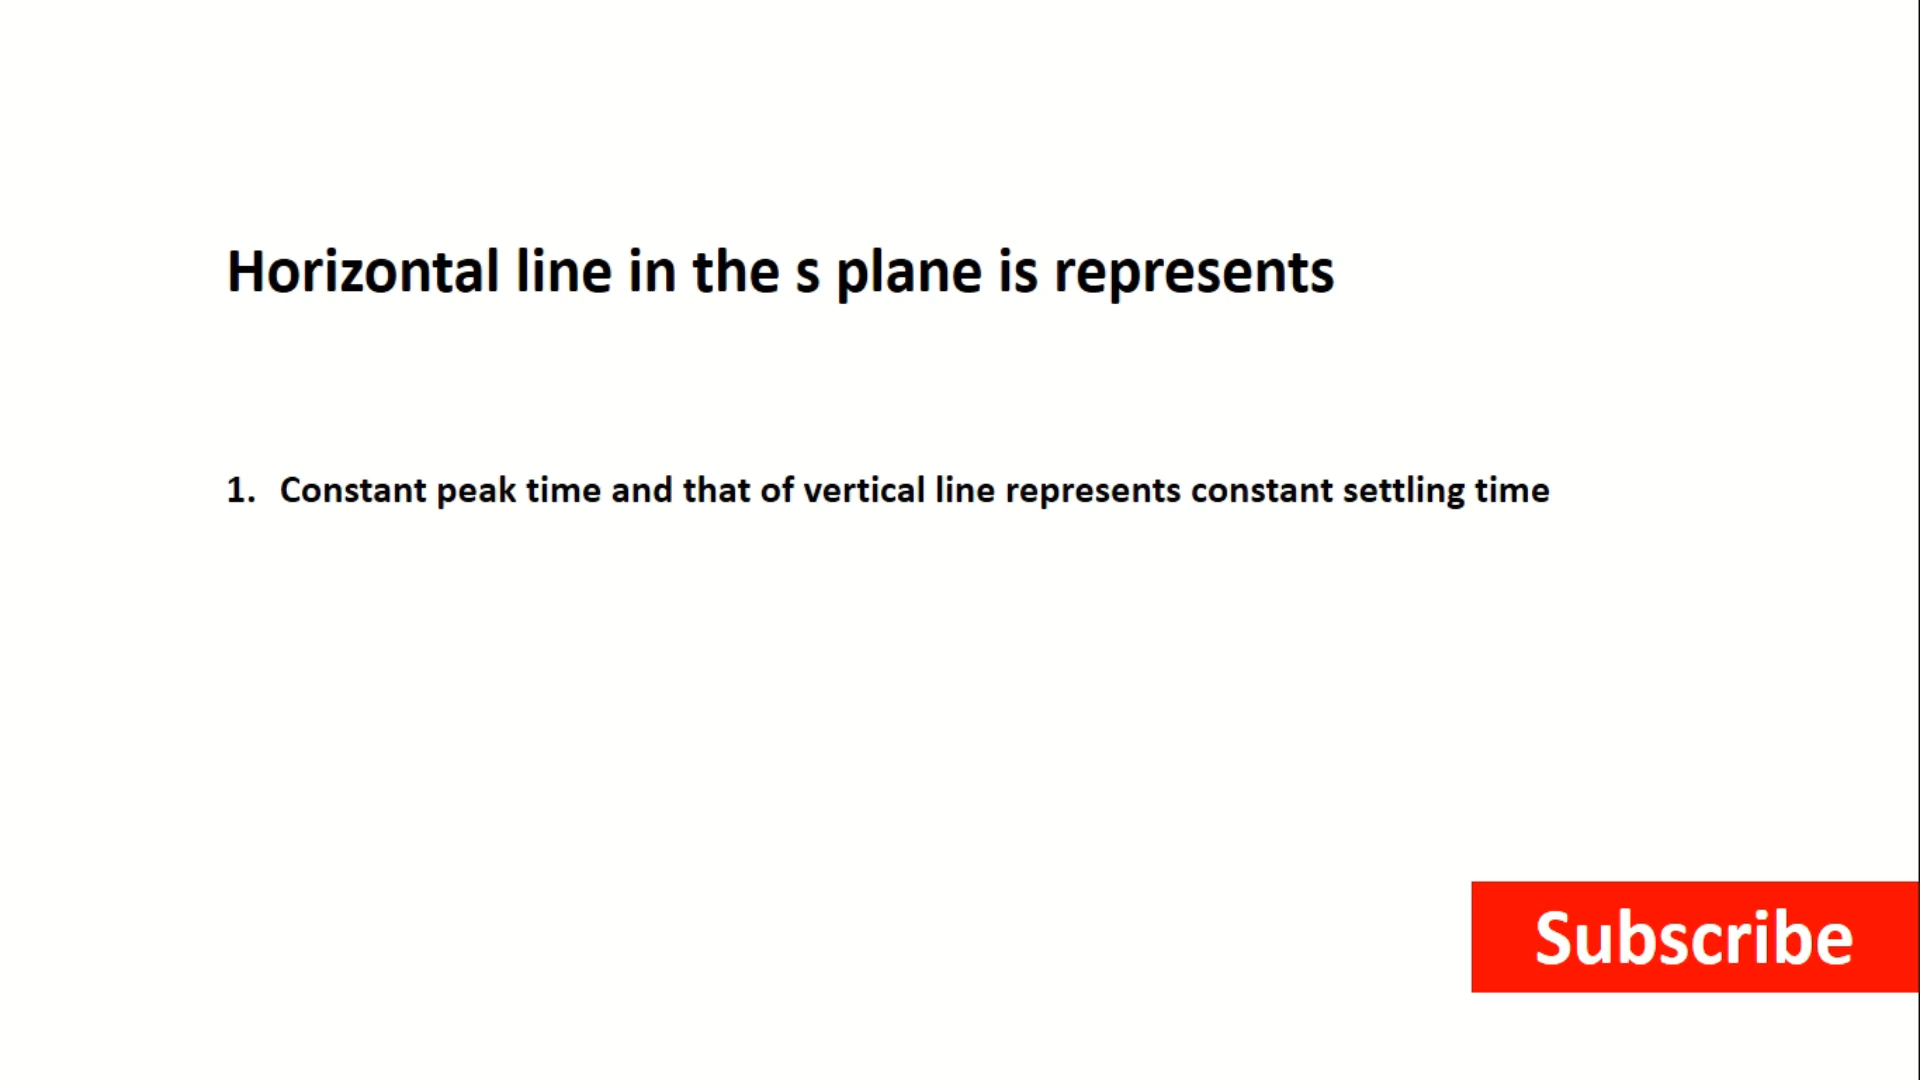 Horizontal line in the s plane is represents
1. Constant peak time and that of vertical line represents constant settling time
Subscribe